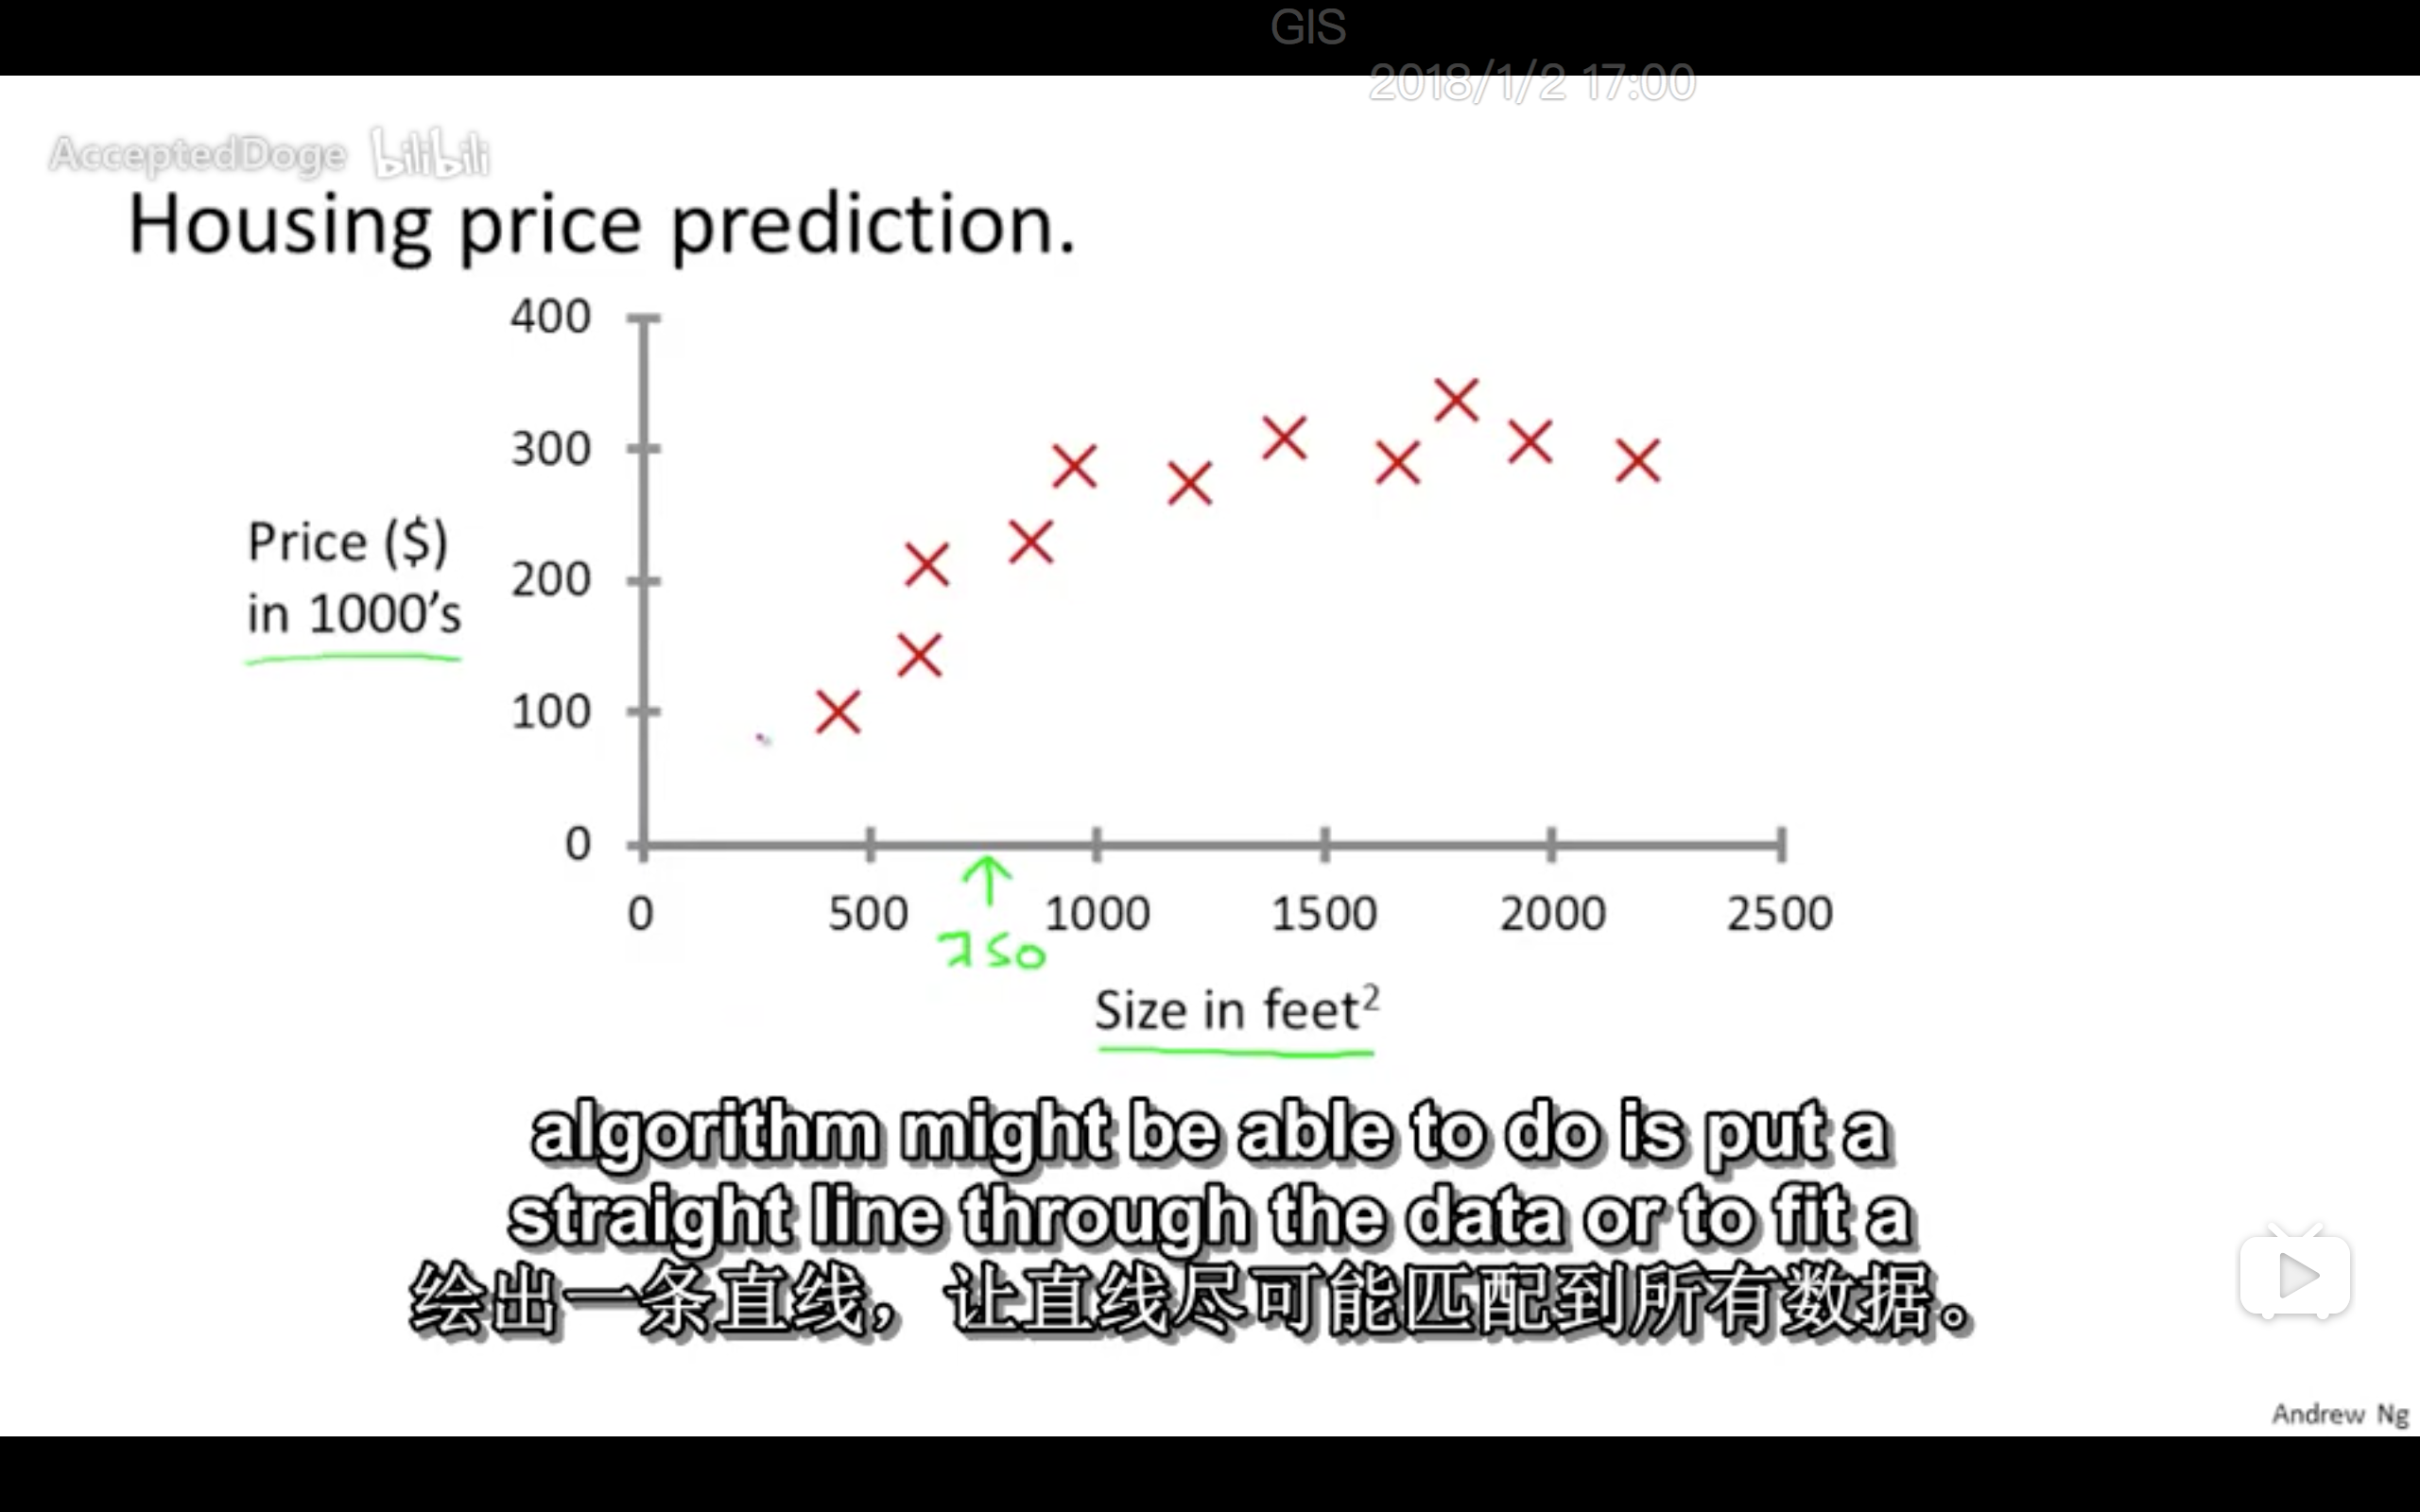 GIS
2018/1/2 17:00
AcceptedDoge bilibili
Housing price prediction.
400
300
200
100
0
Price ($)
in 1000's
0 500 1000 1500 2000 2500
750
Size in feet²
algorithm might be able to do is put a
straight line through the data or to fit a
绘出一条直线，让直线尽可能匹配到所有数据。
Andrew Ng